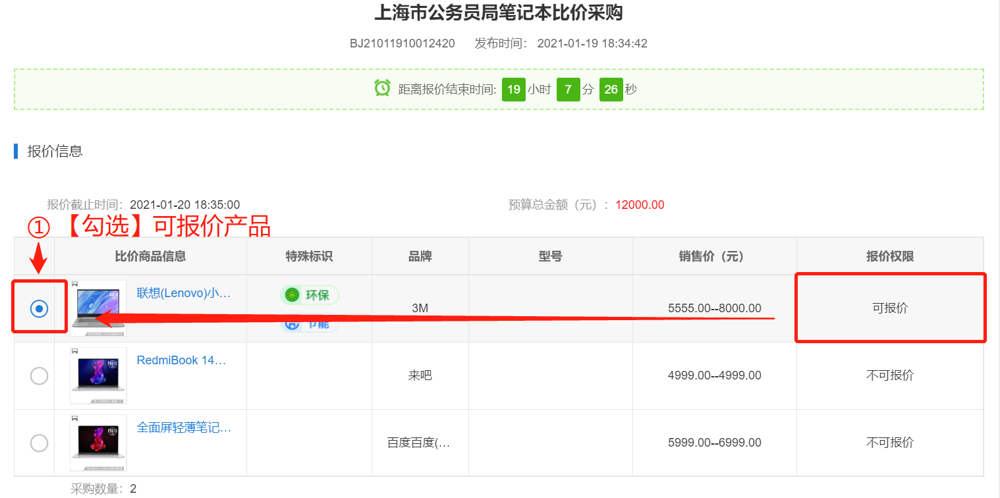 上海市公务员局笔记本比价采购
BJ21011910012420 发布时间： 2021-01-19 18:34:42
距离报价结束时间: 19 小时 7 分 26 秒
报价信息
报价截止时间： 2021-01-20 18:35:00 预算总金额（元）： 12000.00
① 【勾选】可报价产品
比价商品信息 特殊标识 品牌 型号 销售价（元） 报价权限
联想(Lenovo)小... 环保 节能 3M 5555.00--8000.00 可报价
RedmiBook 14... 来吧 4999.00--4999.00 不可报价
全面屏轻薄笔记... 百度百度(... 5999.00--6999.00 不可报价
采购数量： 2